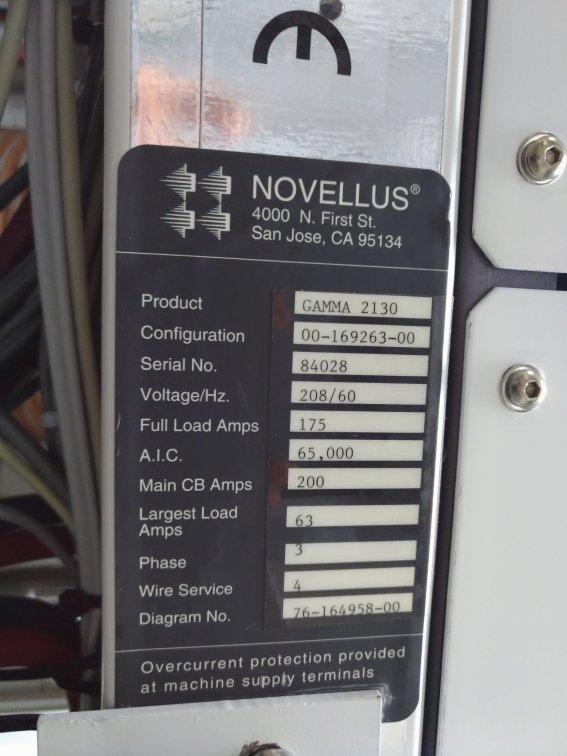 CE
NOVELLUS®
4000 N. First St.
San Jose, CA 95134
Product GAMMA 2130
Configuration 00-169263-00
Serial No. 84028
Voltage/Hz. 208/60
Full Load Amps 175
A.I.C. 65,000
Main CB Amps 200
Largest Load
Amps 63
Phase 3
Wire Service 4
Diagram No. 76-164958-00
Overcurrent protection provided
at machine supply terminals